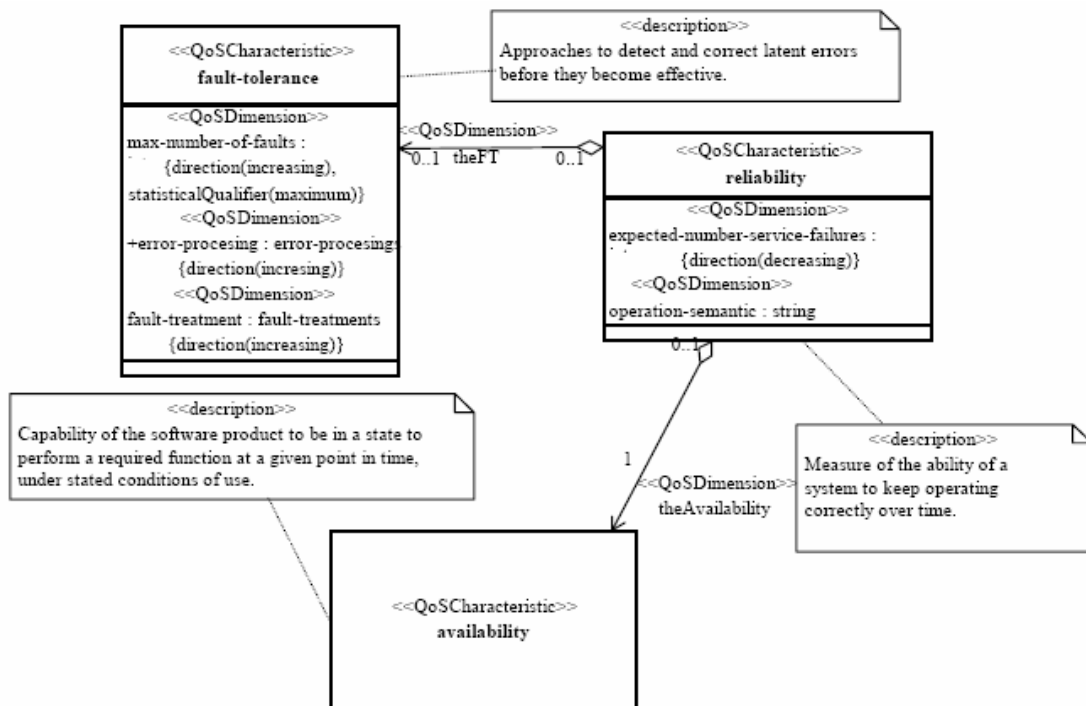 <<QoSCharacteristic>>
fault-tolerance
<<QoSDimension>>
max-number-of-faults :
{direction(increasing),
statisticalQualifier(maximum)}
<<QoSDimension>>
+error-procesing : error-procesings
{direction(incresing)}
<<QoSDimension>>
fault-treatment : fault-treatments
{direction(increasing)}
<<description>>
Approaches to detect and correct latent errors
before they become effective.
<<QoSDimension>>
0..1 theFT 0..1
<<QoSCharacteristic>>
reliability
<<QoSDimension>>
expected-number-service-failures :
{direction(decreasing)}
<<QoSDimension>>
operation-semantic : string
0..1
<<description>>
Capability of the software product to be in a state to
perform a required function at a given point in time,
under stated conditions of use.
1
<<QoSDimension>>
theAvailability
<<description>>
Measure of the ability of a
system to keep operating
correctly over time.
<<QoSCharacteristic>>
availability